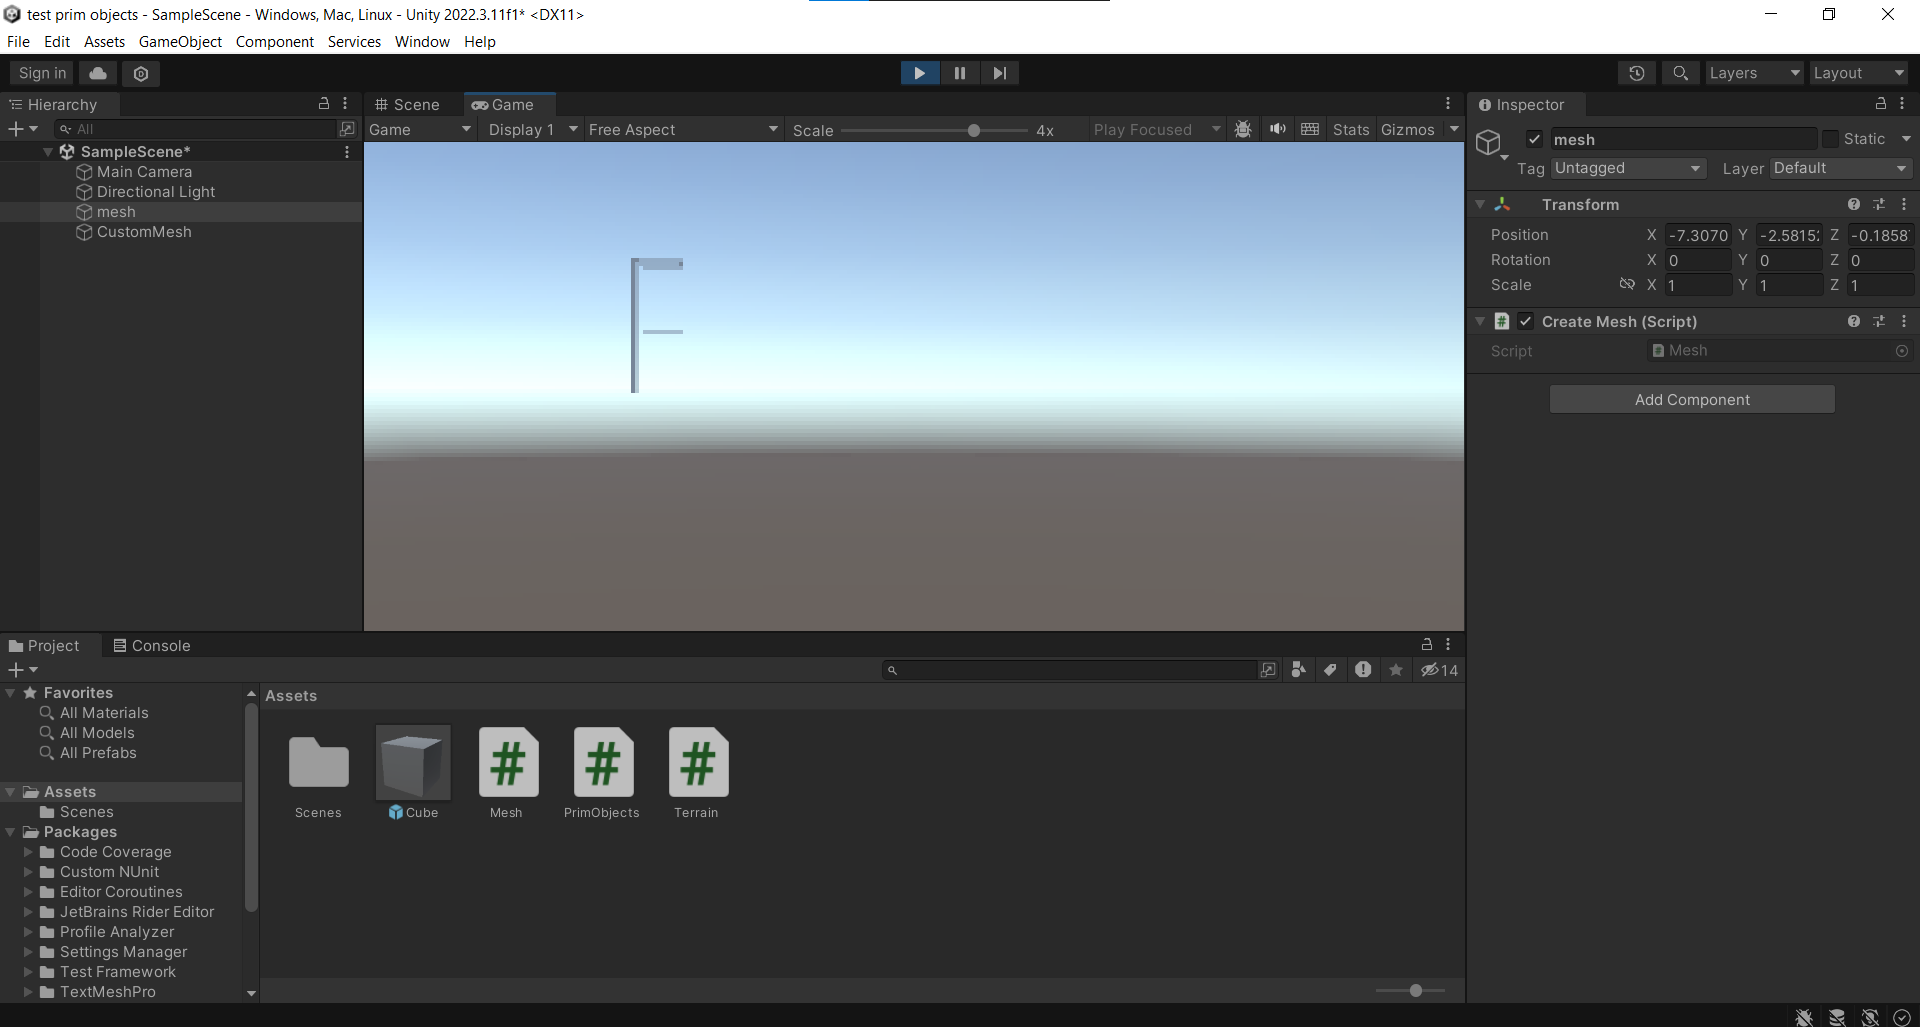 test prim objects - SampleScene - Windows, Mac, Linux - Unity 2022.3.11f1* <DX11>
File Edit Assets GameObject Component Services Window Help
Sign in
Layers
Layout
Hierarchy
All
SampleScene*
Main Camera
Directional Light
mesh
CustomMesh
Scene
Game
Game
Display 1
Free Aspect
Scale
4x
Play Focused
Stats
Gizmos
Inspector
mesh
Static
Tag Untagged
Layer Default
Transform
Position X -7.3070 Y -2.5815 Z -0.1858
Rotation X 0 Y 0 Z 0
Scale X 1 Y 1 Z 1
# Create Mesh (Script)
Script # Mesh
Add Component
Project
Console
14
Favorites
All Materials
All Models
All Prefabs
Assets
Scenes
Packages
Code Coverage
Custom NUnit
Editor Coroutines
JetBrains Rider Editor
Profile Analyzer
Settings Manager
Test Framework
TextMeshPro
Assets
# # #
Scenes
Cube
Mesh
PrimObjects
Terrain